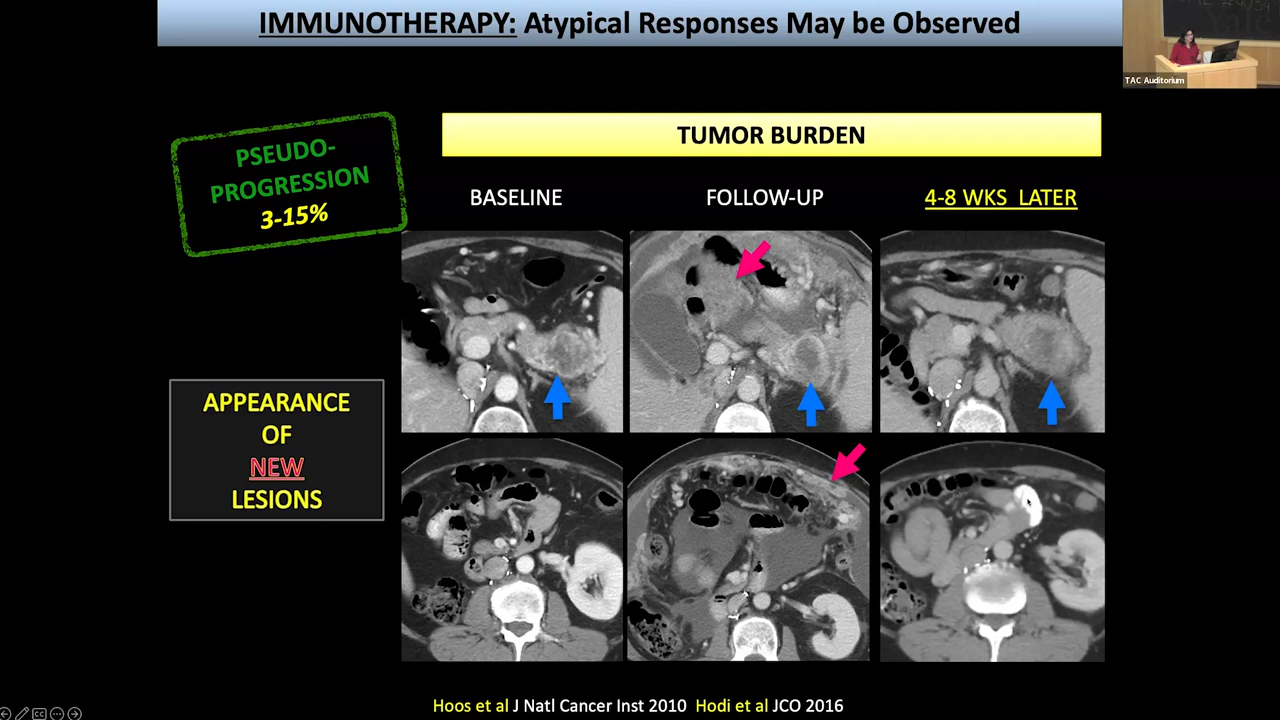 IMMUNOTHERAPY: Atypical Responses May be Observed
TAC Auditorium
PSEUDO-
PROGRESSION
3-15%
TUMOR BURDEN
BASELINE
FOLLOW-UP
4-8 WKS LATER
APPEARANCE
OF
NEW
LESIONS
Hoos et al J Natl Cancer Inst 2010 Hodi et al JCO 2016